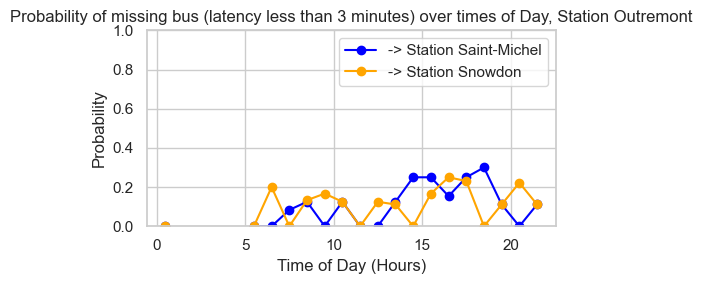 Probability of missing bus (latency less than 3 minutes) over times of Day, Station Outremont
1.0
0.8
0.6
0.4
0.2
0.0
Probability
-> Station Saint-Michel
-> Station Snowdon
0 5 10 15 20
Time of Day (Hours)